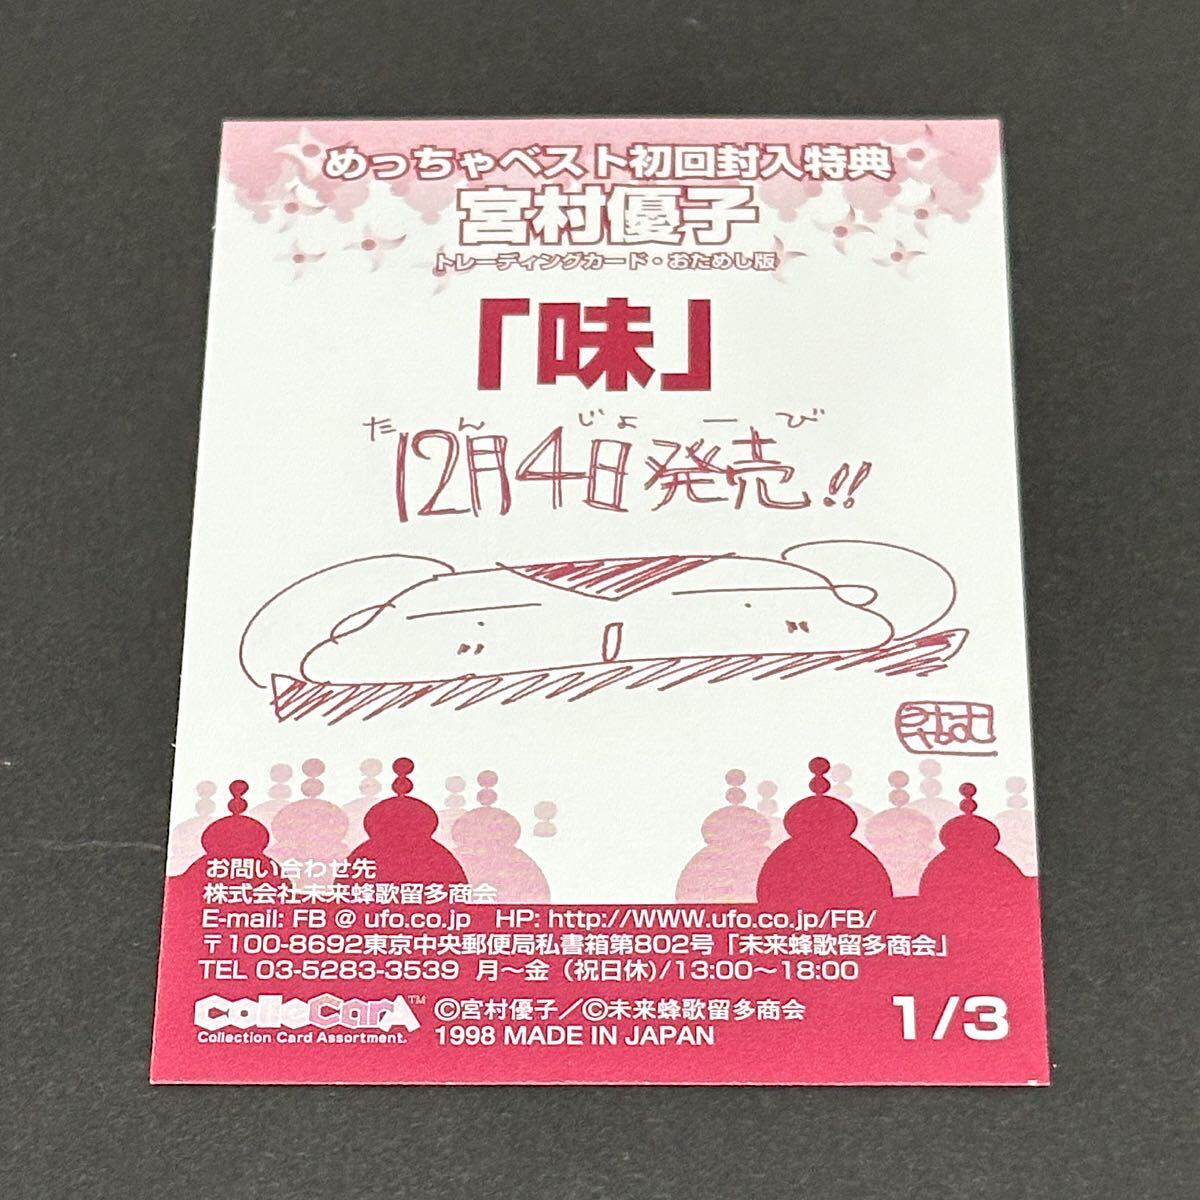 めっちゃベスト初回封入特典
宮村優子
トレーディングカード・おためし版
「味」
たんじょーび
12月4日発売!!
お問い合わせ先
株式会社未来蜂歌留多商会
E-mail: FB @ ufo.co.jp HP: http://WWW.ufo.co.jp/FB/
〒100-8692東京中央郵便局私書箱第802号「未来蜂歌留多商会」
TEL 03-5283-3539 月～金 (祝日休)/13:00～18:00
ColleCarA™
Collection Card Assortment.
©宮村優子／©未来蜂歌留多商会
1998 MADE IN JAPAN
1/3